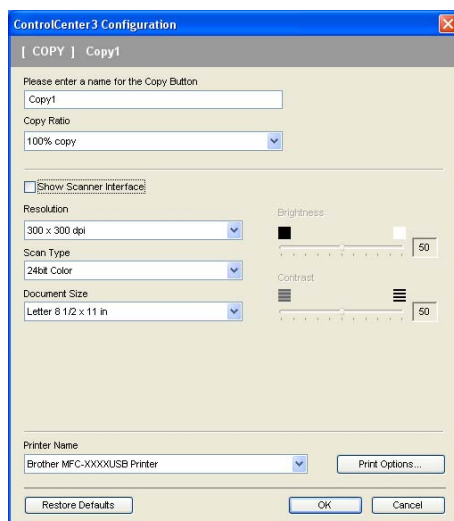 ControlCenter3 Configuration
[ COPY ] Copy1
Please enter a name for the Copy Button
Copy1
Copy Ratio
100% copy
Show Scanner Interface
Resolution
300 x 300 dpi
Scan Type
24bit Color
Document Size
Letter 8 1/2 x 11 in
Brightness
50
Contrast
50
Printer Name
Brother MFC-XXXXUSB Printer
Print Options...
Restore Defaults
OK
Cancel